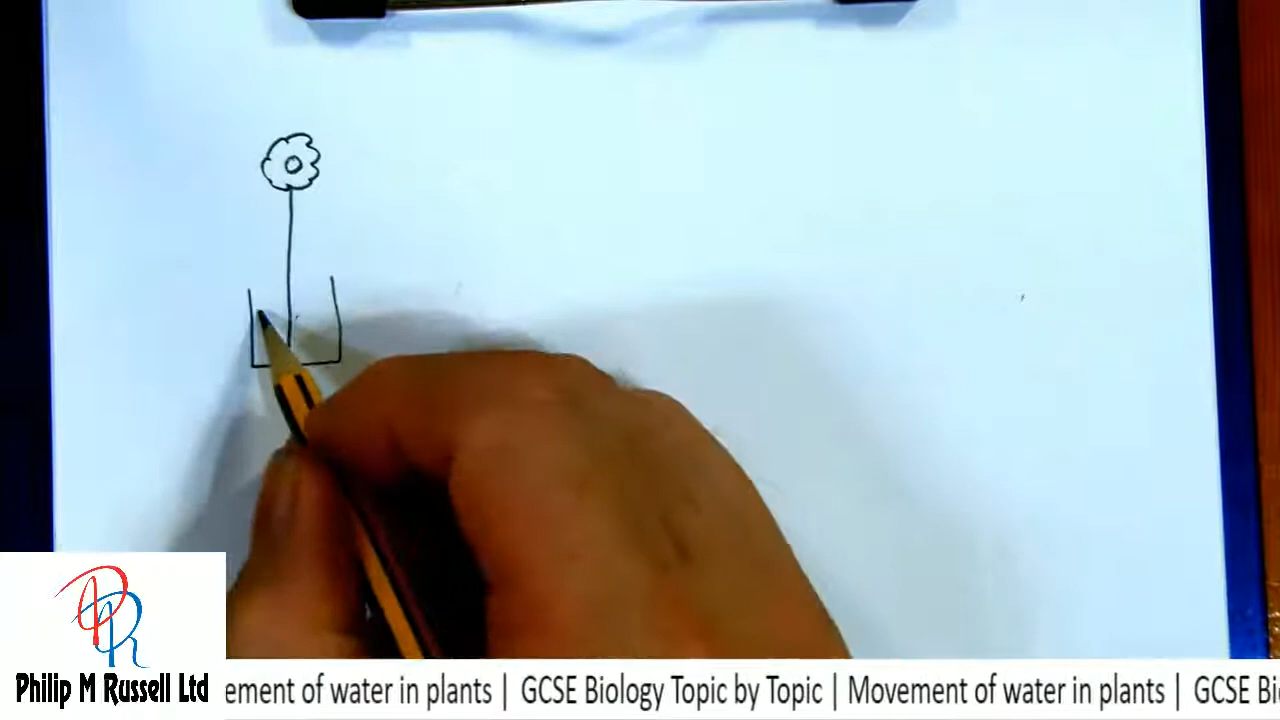 Philip M Russell Ltd
ement of water in plants | GCSE Biology Topic by Topic | Movement of water in plants | GCSE Bi